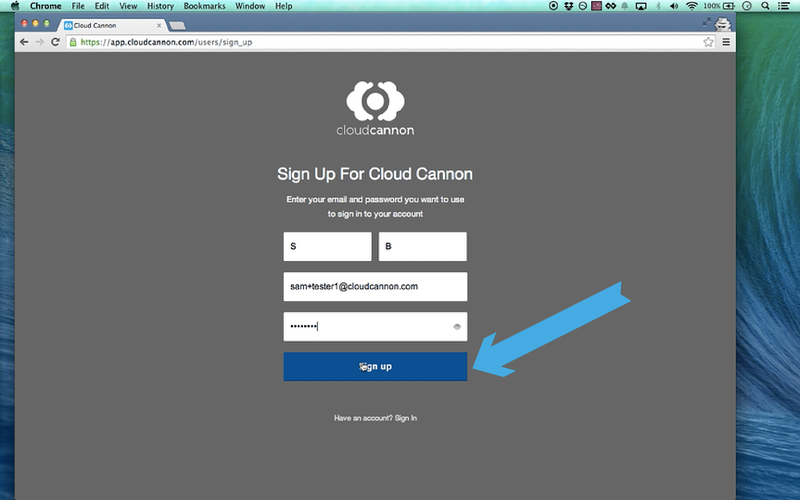 Chrome File Edit View History Bookmarks Window Help 100%
Cloud Cannon
https://app.cloudcannon.com/users/sign_up
cloudcannon
Sign Up For Cloud Cannon
Enter your email and password you want to use
to sign in to your account
S B
sam+tester1@cloudcannon.com
••••••••
Sign up
Have an account? Sign In